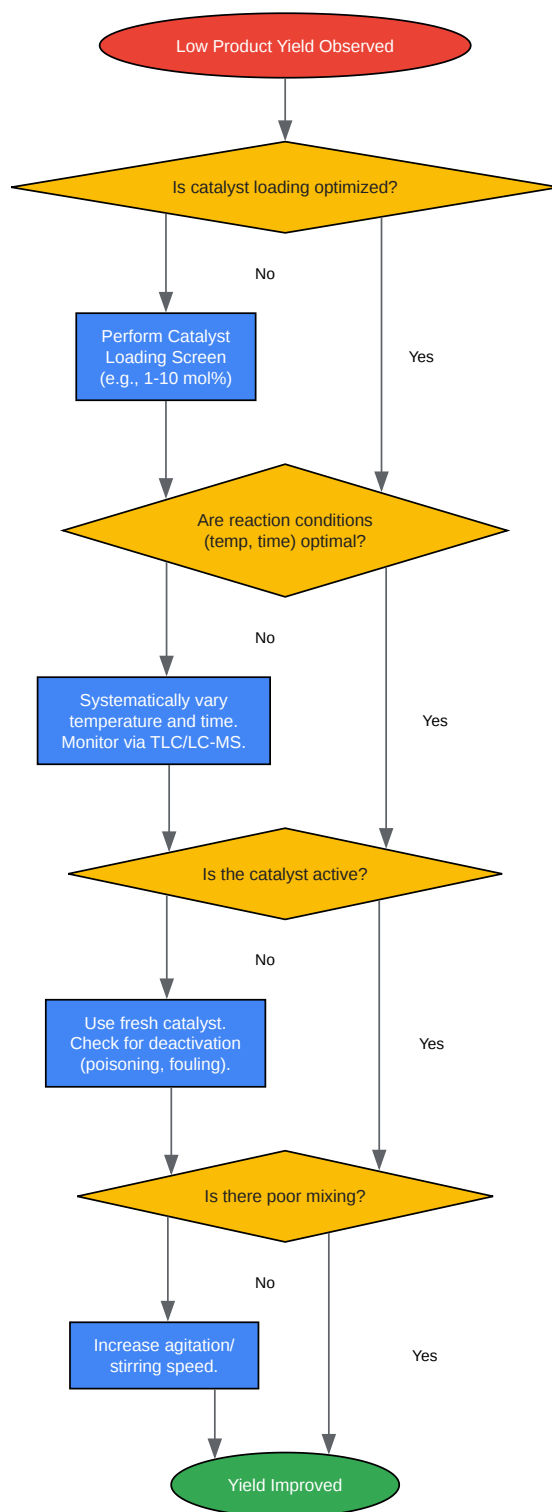 Low Product Yield Observed
Is catalyst loading optimized?
No
Perform Catalyst
Loading Screen
(e.g., 1-10 mol%)
Yes
Are reaction conditions
(temp, time) optimal?
No
Systematically vary
temperature and time.
Monitor via TLC/LC-MS.
Yes
Is the catalyst active?
No
Use fresh catalyst.
Check for deactivation
(poisoning, fouling).
Yes
Is there poor mixing?
No
Increase agitation/
stirring speed.
Yes
Yield Improved